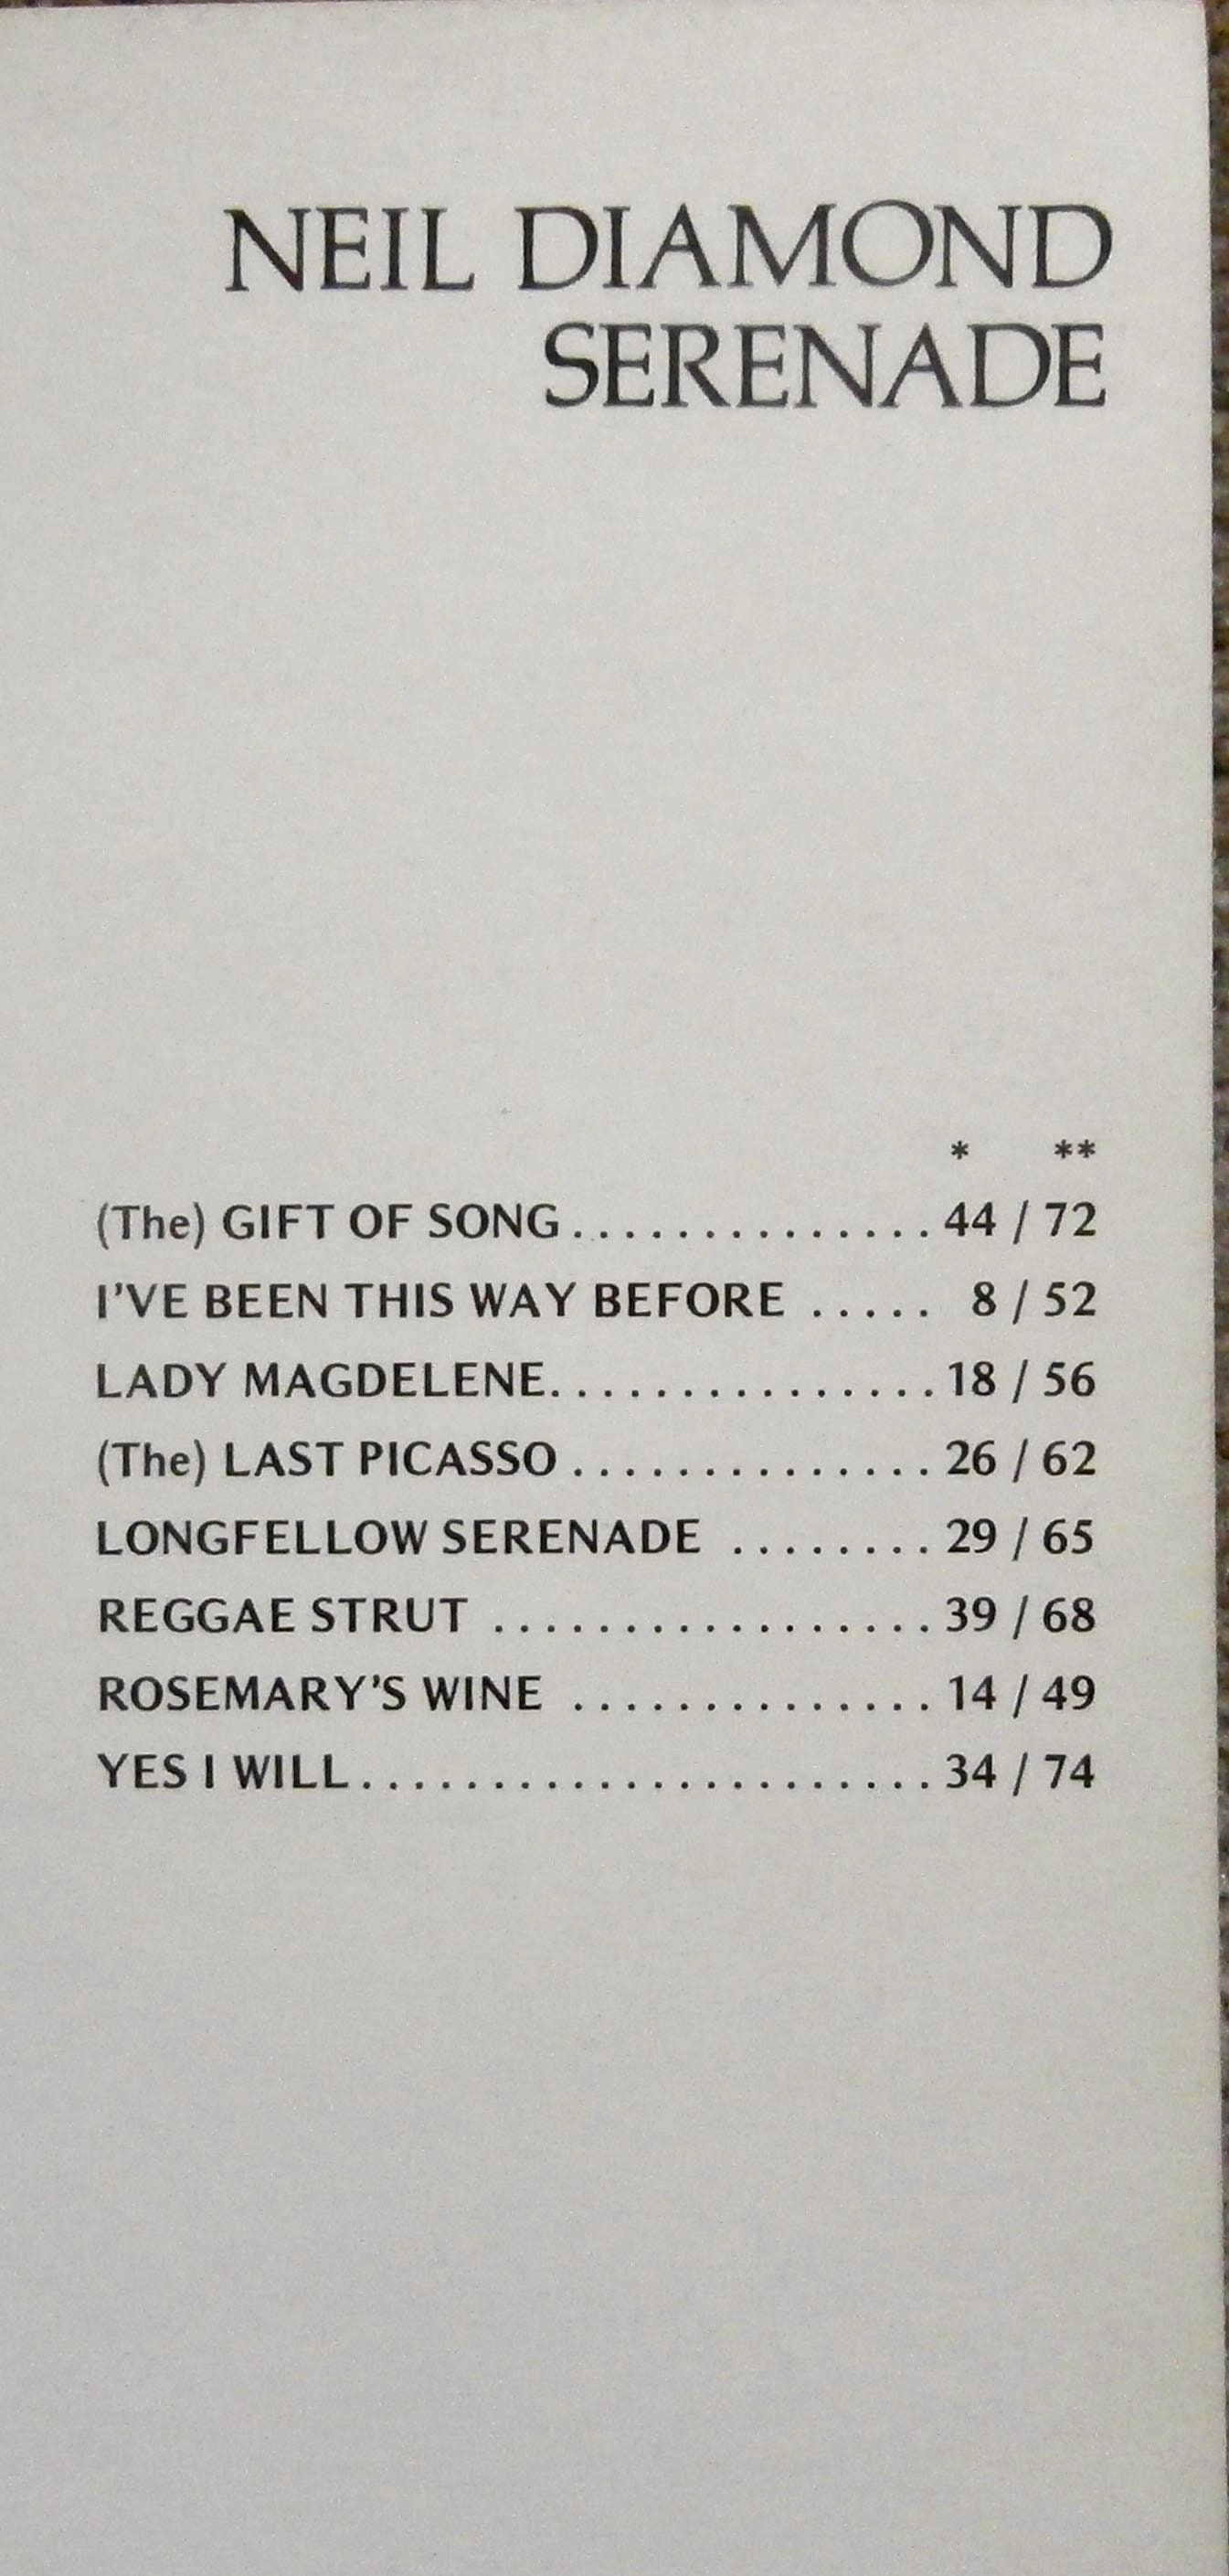 NEIL DIAMOND
SERENADE
* **
(The) GIFT OF SONG............... 44 / 72
I'VE BEEN THIS WAY BEFORE ..... 8 / 52
LADY MAGDELENE............... 18 / 56
(The) LAST PICASSO .............. 26 / 62
LONGFELLOW SERENADE ........ 29 / 65
REGGAE STRUT ................. 39 / 68
ROSEMARY'S WINE .............. 14 / 49
YES I WILL...................... 34 / 74